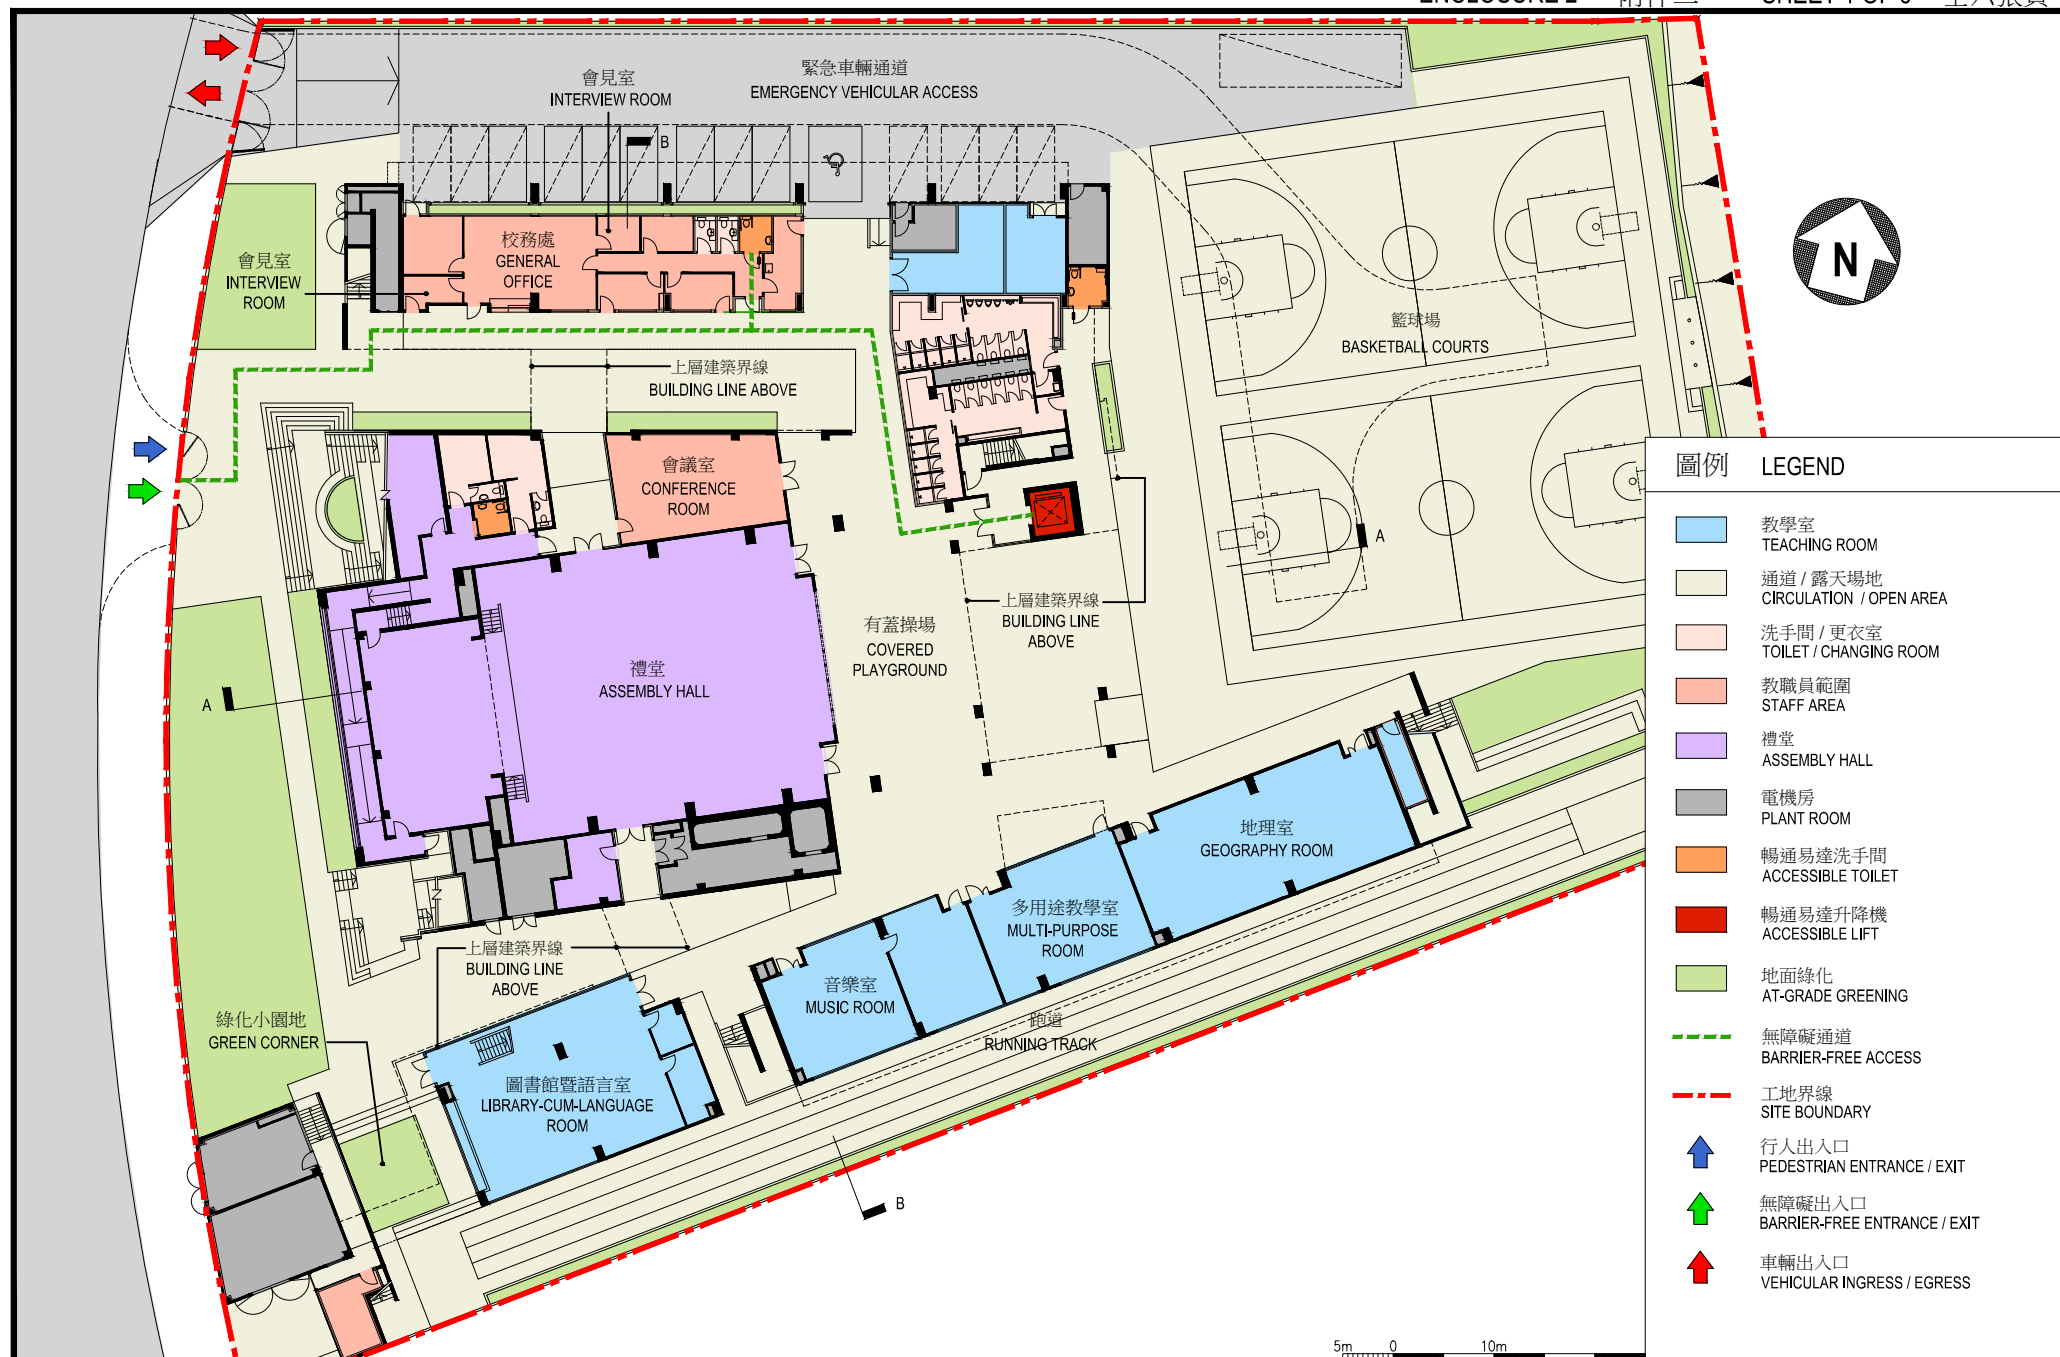 會見室
INTERVIEW ROOM
緊急車輛通道
EMERGENCY VEHICULAR ACCESS
B
校務處
GENERAL
OFFICE
會見室
INTERVIEW
ROOM
N
籃球場
BASKETBALL COURTS
上層建築界線
BUILDING LINE ABOVE
會議室
CONFERENCE
ROOM
A
上層建築界線
BUILDING LINE
ABOVE
有蓋操場
COVERED
PLAYGROUND
禮堂
ASSEMBLY HALL
A
地理室
GEOGRAPHY ROOM
多用途教學室
MULTI-PURPOSE
ROOM
上層建築界線
BUILDING LINE
ABOVE
音樂室
MUSIC ROOM
綠化小園地
GREEN CORNER
跑道
RUNNING TRACK
圖書館暨語言室
LIBRARY-CUM-LANGUAGE
ROOM
B
圖例 LEGEND
教學室
TEACHING ROOM
通道 / 露天場地
CIRCULATION / OPEN AREA
洗手間 / 更衣室
TOILET / CHANGING ROOM
教職員範圍
STAFF AREA
禮堂
ASSEMBLY HALL
電機房
PLANT ROOM
暢通易達洗手間
ACCESSIBLE TOILET
暢通易達升降機
ACCESSIBLE LIFT
地面綠化
AT-GRADE GREENING
無障礙通道
BARRIER-FREE ACCESS
工地界線
SITE BOUNDARY
行人出入口
PEDESTRIAN ENTRANCE / EXIT
無障礙出入口
BARRIER-FREE ENTRANCE / EXIT
車輛出入口
VEHICULAR INGRESS / EGRESS
5m 0 10m